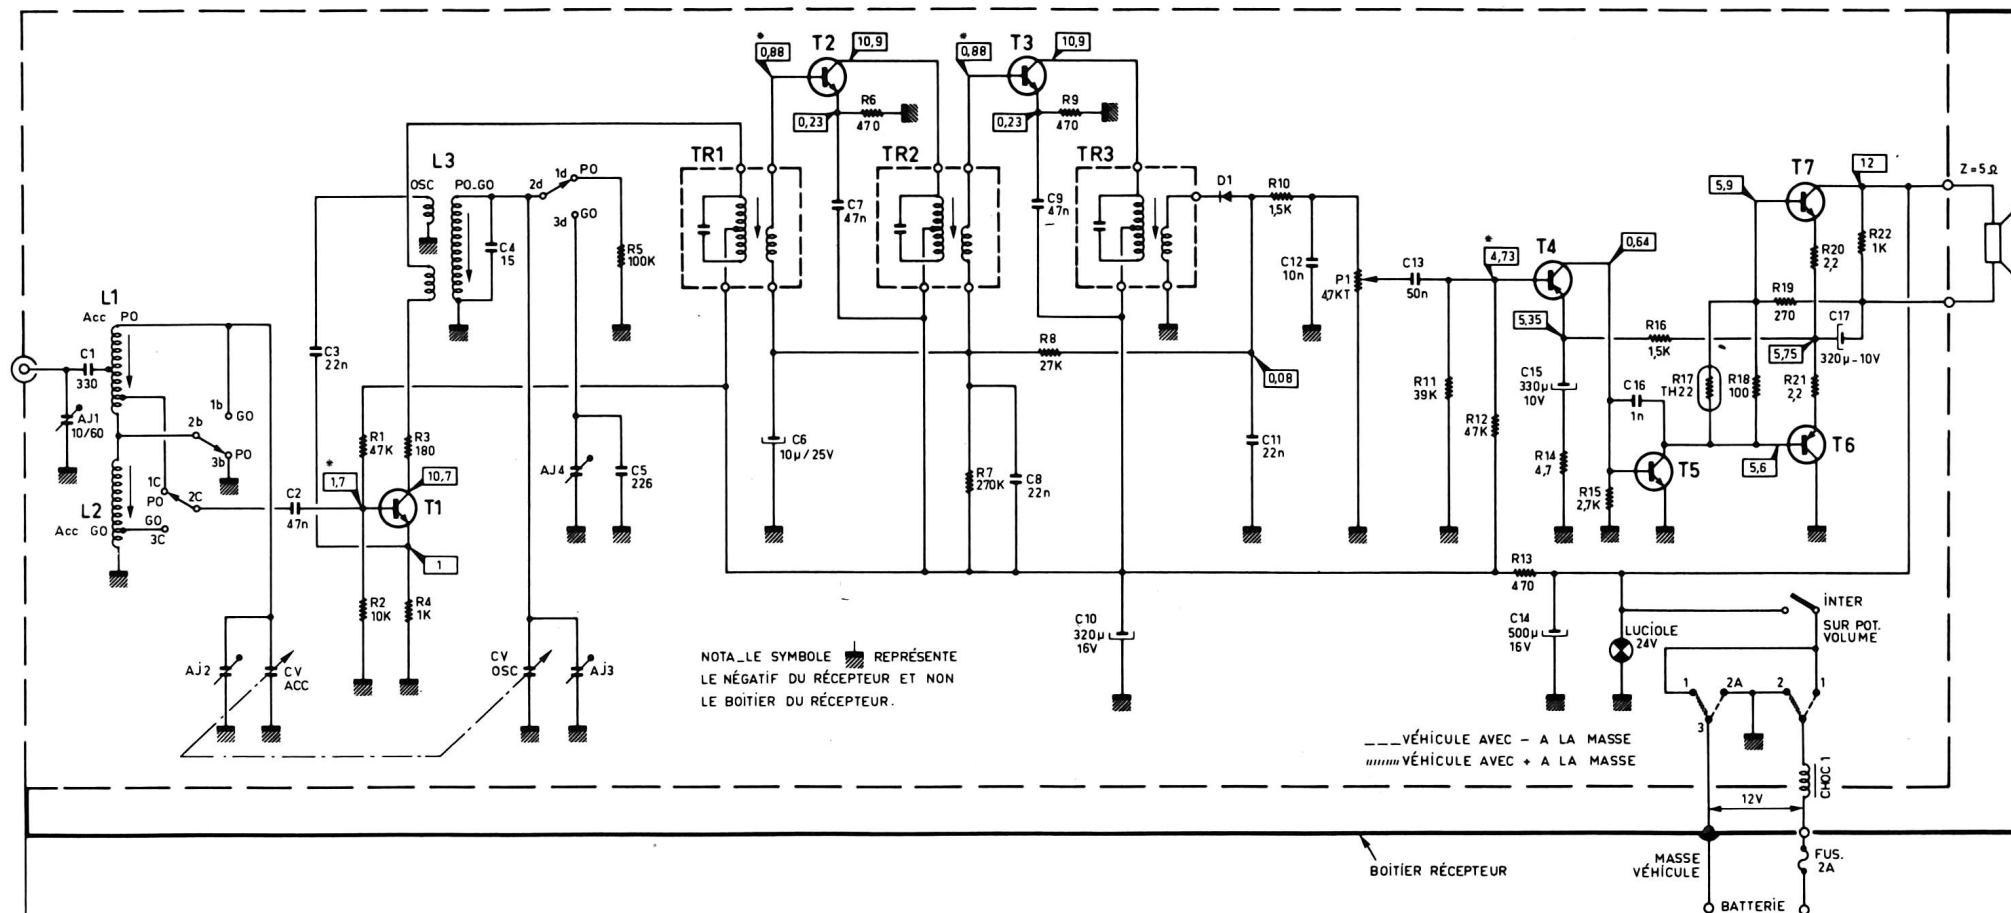 *
0,88
T2
10,9
R6
470
0,23
*
0,88
T3
10,9
R9
470
0,23
L3
OSC
PO_GO
2d
1d
PO
3d
GO
C4
15
R5
100K
TR1
C7
47n
TR2
C9
47n
TR3
D1
R10
1,5K
C12
10n
P1
4,7KT
C13
50n
*
4,73
T4
0,64
5,9
T7
12
Z=5Ω
R20
2,2
R22
1K
R19
270
5,35
R16
1,5K
C17
320µ-10V
5,75
L1
Acc PO
C1
330
AJ1
10/60
1b
GO
2b
3b
PO
L2
Acc GO
1C
PO
2C
GO
3C
C2
47n
C3
22n
R1
47K
R3
180
*
1,7
10,7
T1
1
R2
10K
R4
1K
AJ4
C5
226
C6
10µ/25V
R8
27K
0,08
R7
270K
C8
22n
C11
22n
R11
39K
R12
47K
C15
330µ
10V
R14
4,7
C16
1n
R15
2,7K
T5
R17
TH22
R18
100
R21
2,2
5,6
T6
AJ2
CV
ACC
CV
OSC
AJ3
C10
320µ
16V
R13
470
C14
500µ
16V
LUCIOLE
24V
INTER
SUR POT.
VOLUME
NOTA_LE SYMBOLE REPRÉSENTE
LE NÉGATIF DU RÉCEPTEUR ET NON
LE BOITIER DU RÉCEPTEUR.
1
2A
2
1
3
___VÉHICULE AVEC - A LA MASSE
VÉHICULE AVEC + A LA MASSE
CHOC 1
12V
BOITIER RÉCEPTEUR
MASSE
VÉHICULE
FUS.
2A
BATTERIE